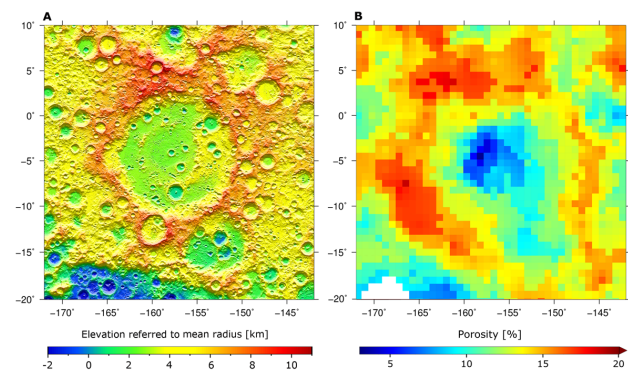 A
B
10˚
5˚
0˚
−5˚
−10˚
−15˚
−20˚
−170˚ −165˚ −160˚ −155˚ −150˚ −145˚
10˚
5˚
0˚
−5˚
−10˚
−15˚
−20˚
−170˚ −165˚ −160˚ −155˚ −150˚ −145˚
Elevation referred to mean radius [km]
−2 0 2 4 6 8 10
Porosity [%]
5 10 15 20